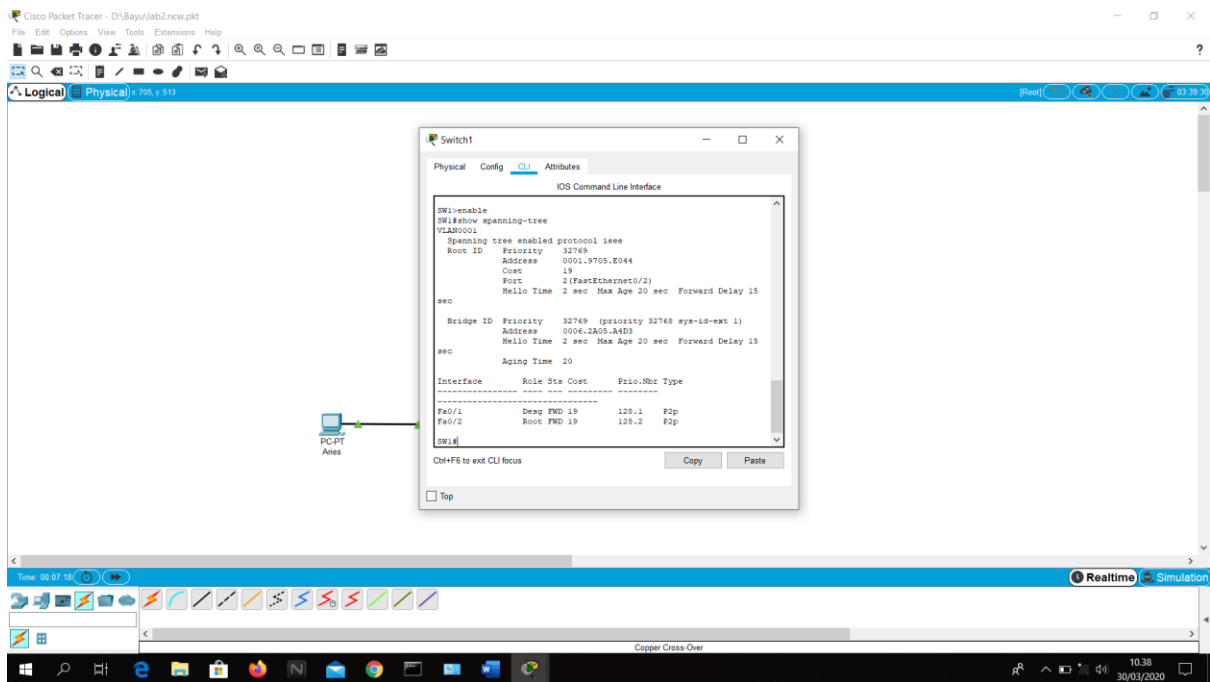 Cisco Packet Tracer - D:\Bayu\lab2.ncw.pkt
File Edit Options View Tools Extensions Help
?
Logical Physical x: 705, y: 513
[Root] 03:39:30
Switch1
Physical Config CLI Attributes
IOS Command Line Interface
SW1>enable
SW1#show spanning-tree
VLAN0001
Spanning tree enabled protocol ieee
Root ID Priority 32769
Address 0001.9705.E044
Cost 19
Port 2(FastEthernet0/2)
Hello Time 2 sec Max Age 20 sec Forward Delay 15
sec
Bridge ID Priority 32769 (priority 32768 sys-id-ext 1)
Address 0006.2A05.A4D3
Hello Time 2 sec Max Age 20 sec Forward Delay 15
sec
Aging Time 20
Interface Role Sts Cost Prio.Nbr Type
---------------- ---- --- --------- --------
--------------------------------
Fa0/1 Desg FWD 19 128.1 P2p
Fa0/2 Root FWD 19 128.2 P2p
SW1#
Ctrl+F6 to exit CLI focus Copy Paste
Top
PC-PT
Aries
Time: 00:07:18 Realtime Simulation
Copper Cross-Over
10.38
30/03/2020